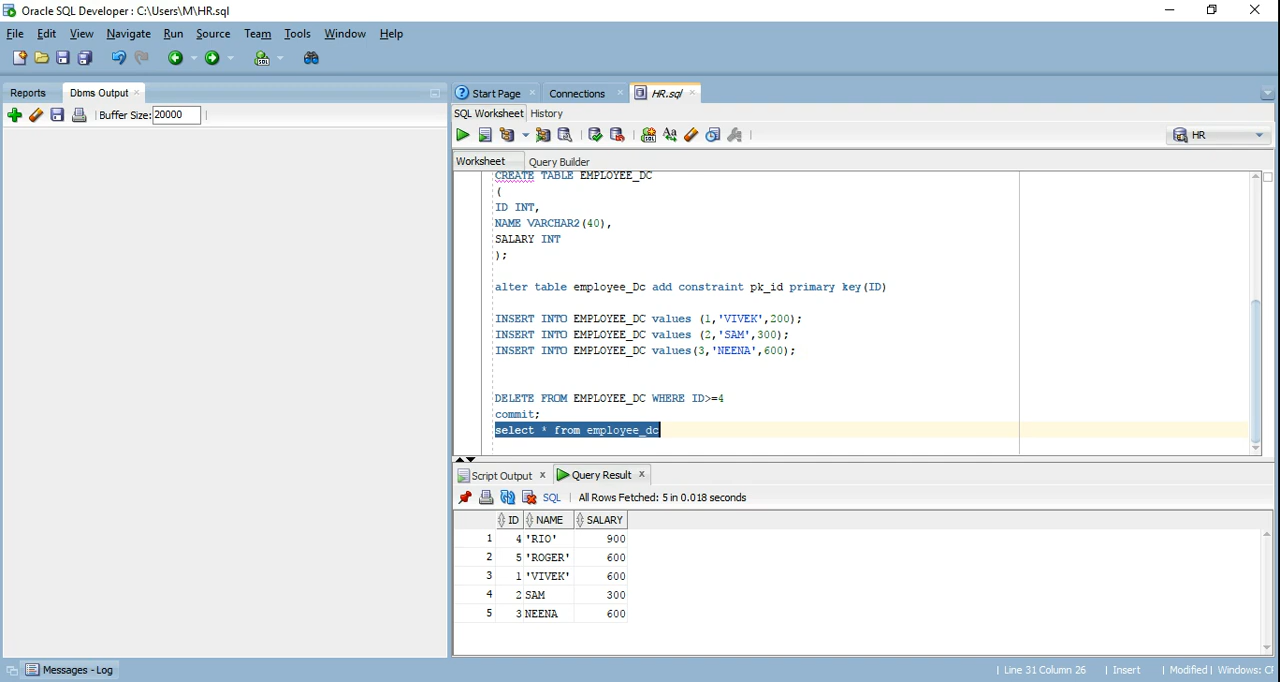 Oracle SQL Developer : C:\Users\M\HR.sql
File Edit View Navigate Run Source Team Tools Window Help
Reports Dbms Output
Buffer Size: 20000
Start Page Connections HR.sql
SQL Worksheet History
HR
Worksheet Query Builder
CREATE TABLE EMPLOYEE_DC
(
ID INT,
NAME VARCHAR2(40),
SALARY INT
);
alter table employee_Dc add constraint pk_id primary key(ID)
INSERT INTO EMPLOYEE_DC values (1,'VIVEK',200);
INSERT INTO EMPLOYEE_DC values (2,'SAM',300);
INSERT INTO EMPLOYEE_DC values(3,'NEENA',600);
DELETE FROM EMPLOYEE_DC WHERE ID>=4
commit;
select * from employee_dc
Script Output Query Result
SQL All Rows Fetched: 5 in 0.018 seconds
ID NAME SALARY
1 4 'RIO' 900
2 5 'ROGER' 600
3 1 'VIVEK' 600
4 2 SAM 300
5 3 NEENA 600
Messages - Log
Line 31 Column 26 Insert Modified Windows: